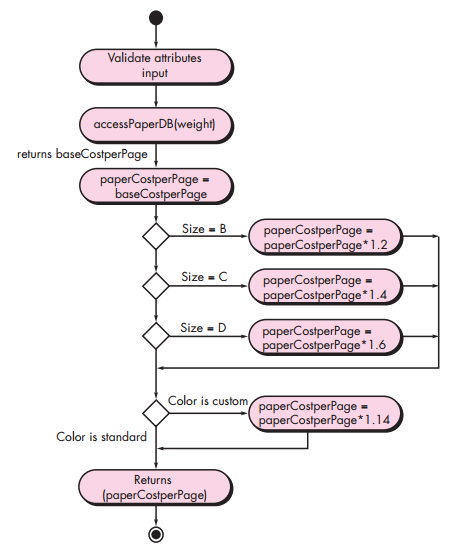 Validate attributes
input
accessPaperDB(weight)
returns baseCostperPage
paperCostperPage =
baseCostperPage
Size = B
paperCostperPage =
paperCostperPage*1.2
Size = C
paperCostperPage =
paperCostperPage*1.4
Size = D
paperCostperPage =
paperCostperPage*1.6
Color is custom
paperCostperPage =
paperCostperPage*1.14
Color is standard
Returns
(paperCostperPage)